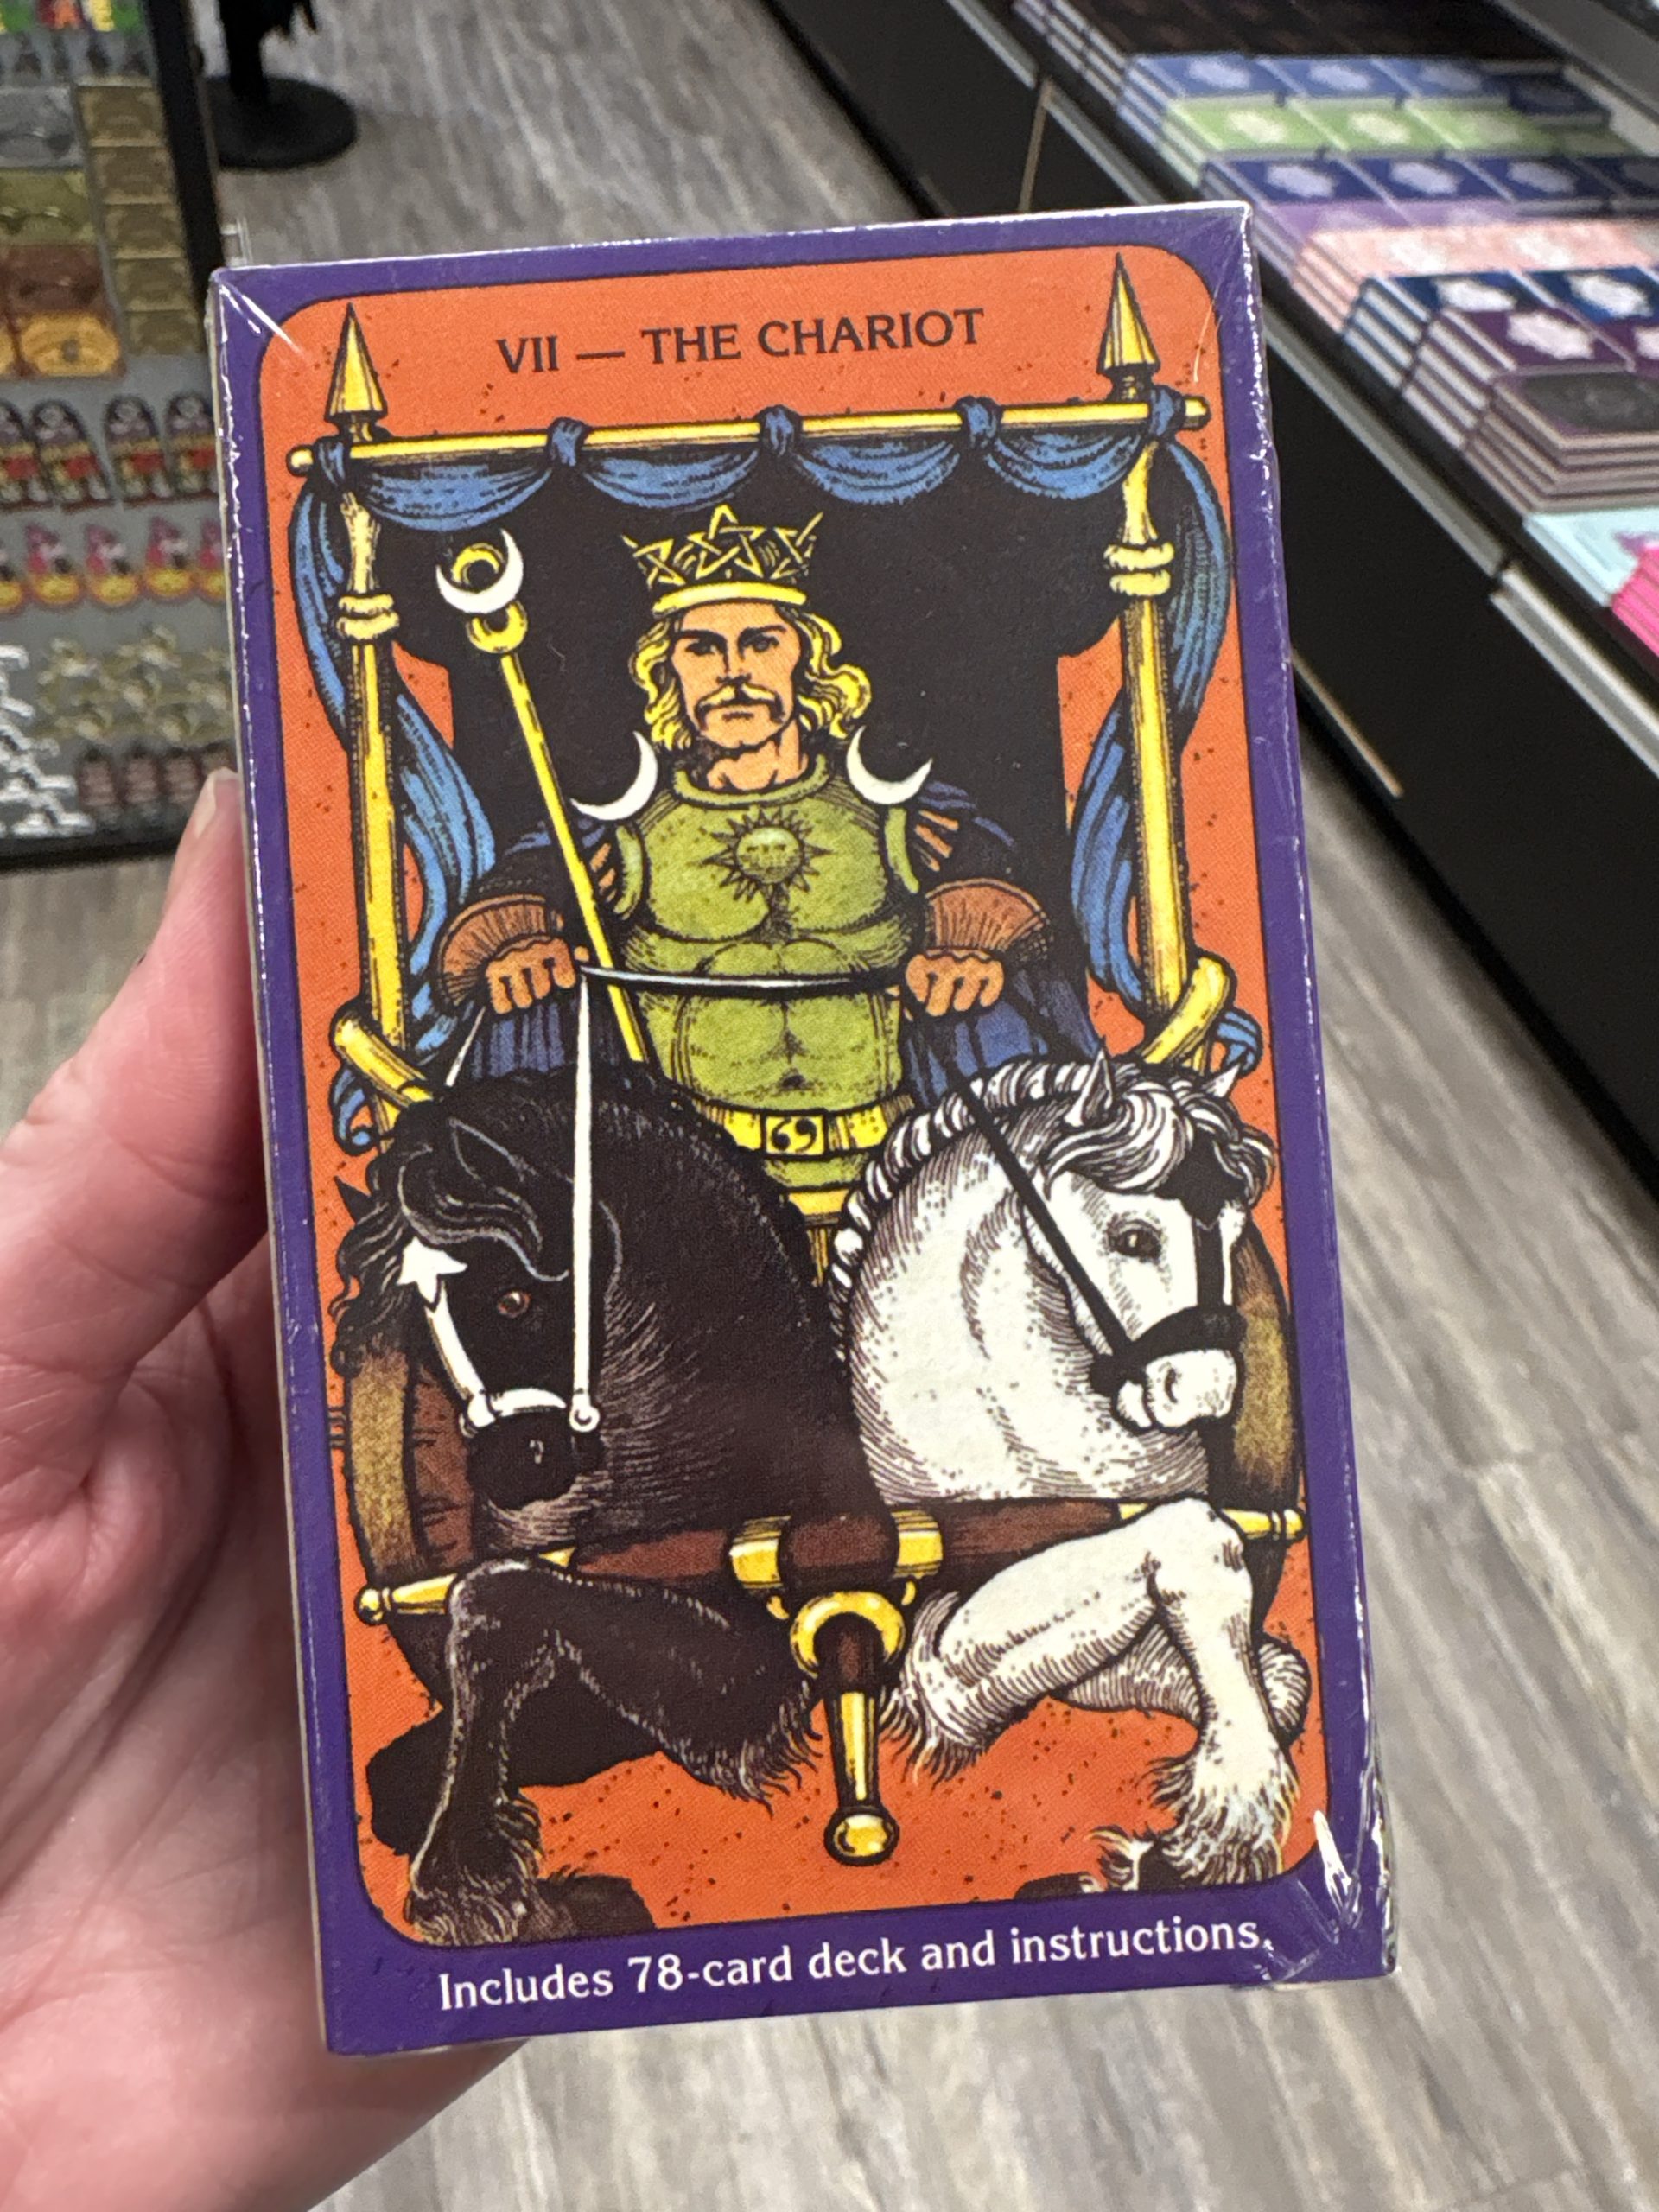 VII — THE CHARIOT
Includes 78-card deck and instructions.